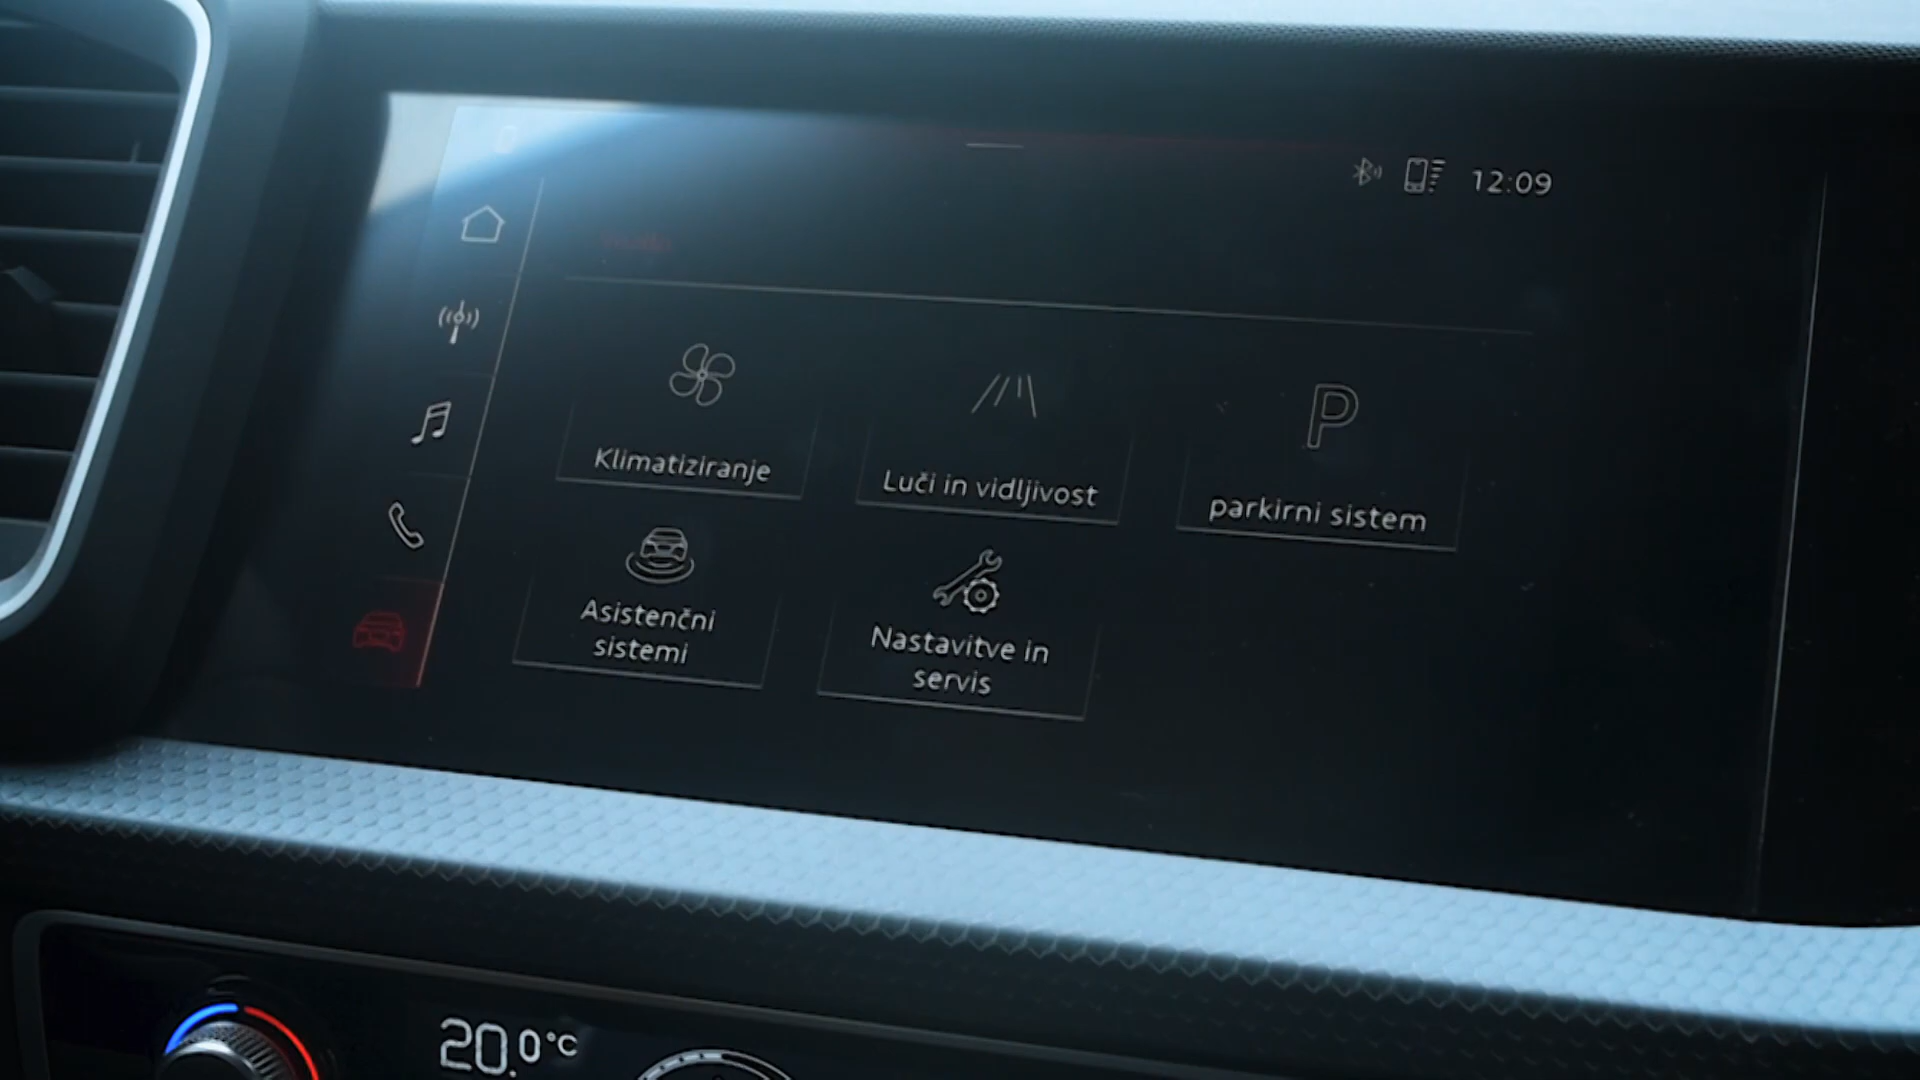 12:09
Klimatiziranje
Luči in vidljivost
parkirni sistem
Asistenčni
sistemi
Nastavitve in
servis
20.0°C